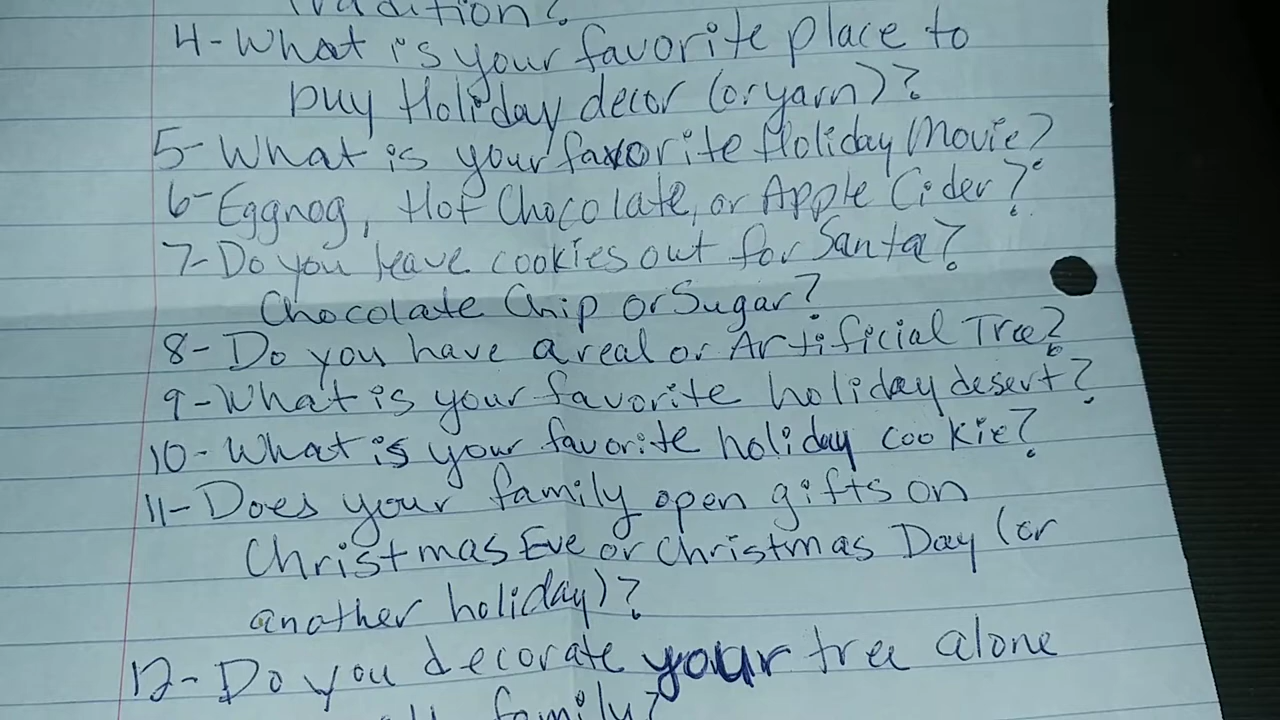 Tradition?
4-What is your favorite place to
buy Holiday decor (or yarn)?
5-What is your favorite Holiday Movie?
6-Eggnog, Hot Chocolate, or Apple Cider?
7-Do you leave cookies out for Santa?
Chocolate Chip or Sugar?
8-Do you have a real or Artificial Tree?
9-What is your favorite holiday desert?
10-What is your favorite holiday cookie?
11-Does your family open gifts on
Christmas Eve or Christmas Day (or
another holiday)?
12-Do you decorate your tree alone
family?